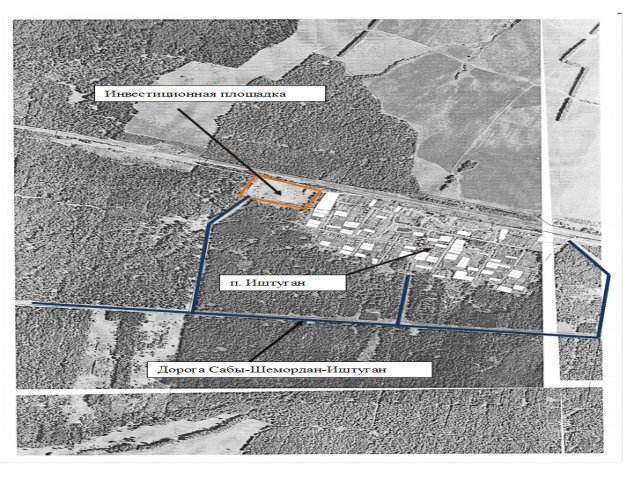 Инвестиционная площадка
п. Иштуган
Дорога Сабы-Шемордан-Иштуган